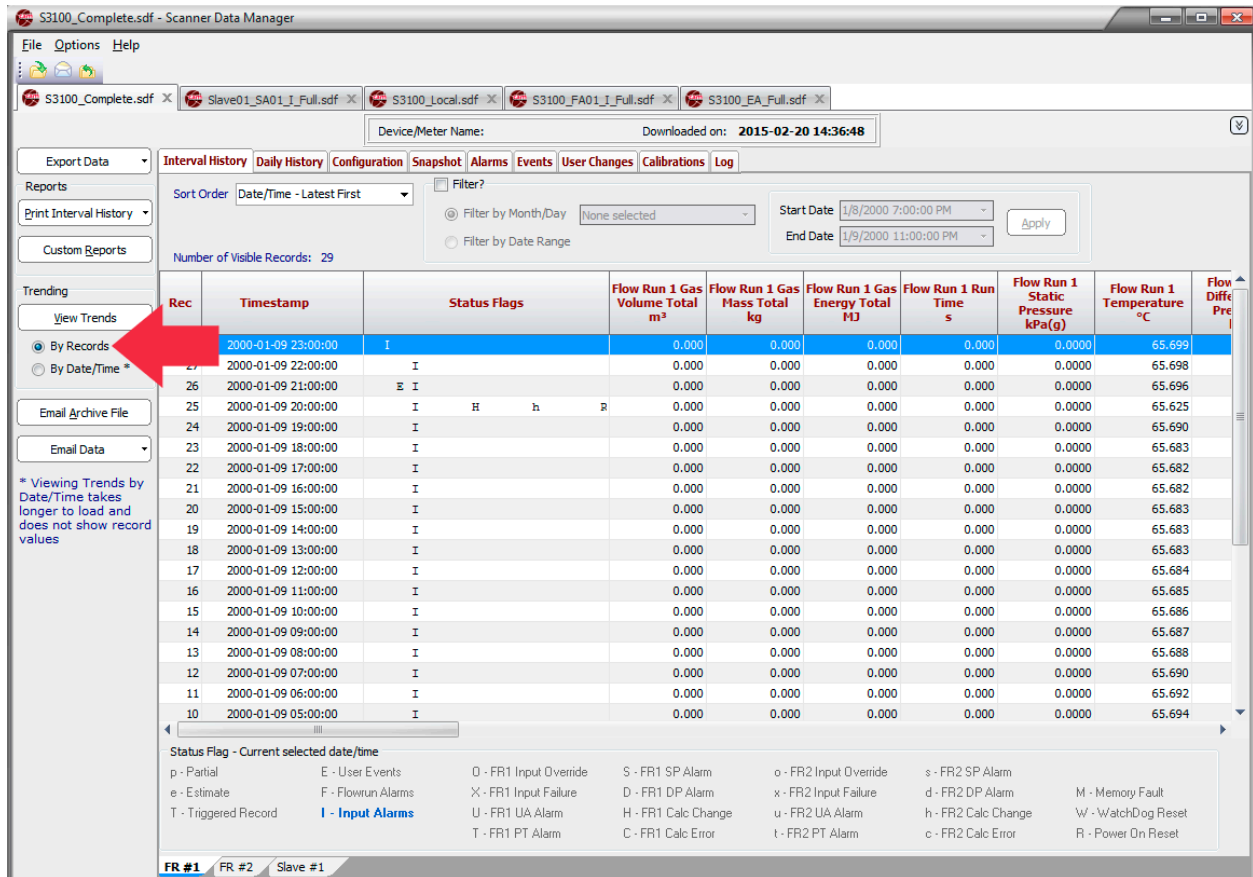 S3100_Complete.sdf - Scanner Data Manager
File Options Help
S3100_Complete.sdf Slave01_SA01_I_Full.sdf S3100_Local.sdf S3100_FA01_I_Full.sdf S3100_EA_Full.sdf
Device/Meter Name: Downloaded on: 2015-02-20 14:36:48
Export Data
Reports
Print Interval History
Custom Reports
Trending
View Trends
By Records
By Date/Time *
Email Archive File
Email Data
* Viewing Trends by
Date/Time takes
longer to load and
does not show record
values
Interval History Daily History Configuration Snapshot Alarms Events User Changes Calibrations Log
Sort Order Date/Time - Latest First
Filter?
Filter by Month/Day None selected
Filter by Date Range
Start Date 1/8/2000 7:00:00 PM
End Date 1/9/2000 11:00:00 PM
Apply
Number of Visible Records: 29
Rec Timestamp Status Flags Flow Run 1 Gas Volume Total m³ Flow Run 1 Gas Mass Total kg Flow Run 1 Gas Energy Total MJ Flow Run 1 Run Time s Flow Run 1 Static Pressure kPa(g) Flow Run 1 Temperature °C Flow Diffe Pre
2000-01-09 23:00:00 I 0.000 0.000 0.000 0.000 0.0000 65.699
27 2000-01-09 22:00:00 I 0.000 0.000 0.000 0.000 0.0000 65.698
26 2000-01-09 21:00:00 E I 0.000 0.000 0.000 0.000 0.0000 65.696
25 2000-01-09 20:00:00 I H h R 0.000 0.000 0.000 0.000 0.0000 65.625
24 2000-01-09 19:00:00 I 0.000 0.000 0.000 0.000 0.0000 65.690
23 2000-01-09 18:00:00 I 0.000 0.000 0.000 0.000 0.0000 65.683
22 2000-01-09 17:00:00 I 0.000 0.000 0.000 0.000 0.0000 65.682
21 2000-01-09 16:00:00 I 0.000 0.000 0.000 0.000 0.0000 65.682
20 2000-01-09 15:00:00 I 0.000 0.000 0.000 0.000 0.0000 65.683
19 2000-01-09 14:00:00 I 0.000 0.000 0.000 0.000 0.0000 65.683
18 2000-01-09 13:00:00 I 0.000 0.000 0.000 0.000 0.0000 65.683
17 2000-01-09 12:00:00 I 0.000 0.000 0.000 0.000 0.0000 65.684
16 2000-01-09 11:00:00 I 0.000 0.000 0.000 0.000 0.0000 65.685
15 2000-01-09 10:00:00 I 0.000 0.000 0.000 0.000 0.0000 65.686
14 2000-01-09 09:00:00 I 0.000 0.000 0.000 0.000 0.0000 65.687
13 2000-01-09 08:00:00 I 0.000 0.000 0.000 0.000 0.0000 65.688
12 2000-01-09 07:00:00 I 0.000 0.000 0.000 0.000 0.0000 65.690
11 2000-01-09 06:00:00 I 0.000 0.000 0.000 0.000 0.0000 65.692
10 2000-01-09 05:00:00 I 0.000 0.000 0.000 0.000 0.0000 65.694
Status Flag - Current selected date/time
p - Partial E - User Events O - FR1 Input Override S - FR1 SP Alarm o - FR2 Input Override s - FR2 SP Alarm
e - Estimate F - Flowrun Alarms X - FR1 Input Failure D - FR1 DP Alarm x - FR2 Input Failure d - FR2 DP Alarm M - Memory Fault
T - Triggered Record I - Input Alarms U - FR1 UA Alarm H - FR1 Calc Change u - FR2 UA Alarm h - FR2 Calc Change W - WatchDog Reset
T - FR1 PT Alarm C - FR1 Calc Error t - FR2 PT Alarm c - FR2 Calc Error R - Power On Reset
FR #1 FR #2 Slave #1